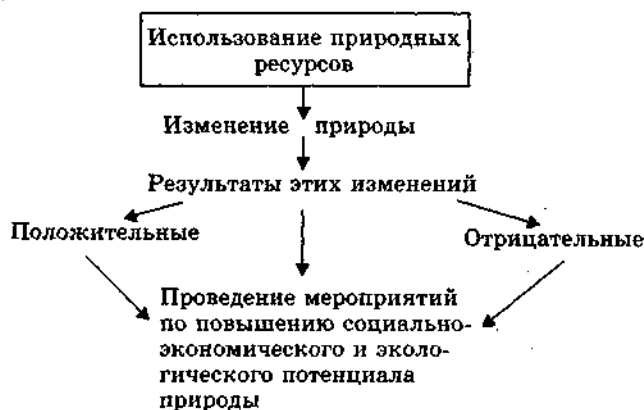 Использование природных
ресурсов
Изменение природы
Результаты этих изменений
Положительные
Отрицательные
Проведение мероприятий
по повышению социально-
экономического и эколо-
гического потенциала
природы